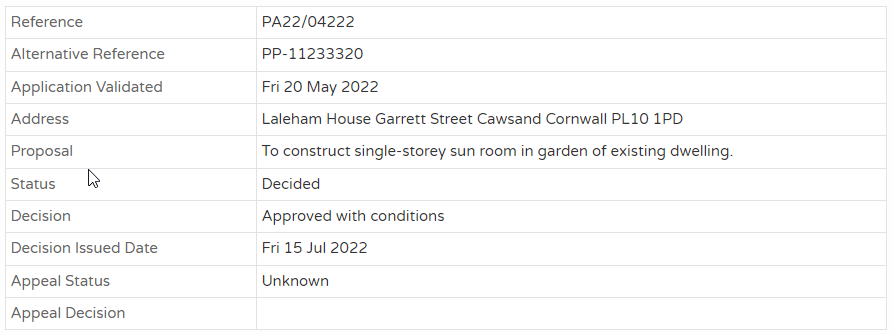 Reference PA22/04222
Alternative Reference PP-11233320
Application Validated Fri 20 May 2022
Address Laleham House Garrett Street Cawsand Cornwall PL10 1PD
Proposal To construct single-storey sun room in garden of existing dwelling.
Status Decided
Decision Approved with conditions
Decision Issued Date Fri 15 Jul 2022
Appeal Status Unknown
Appeal Decision